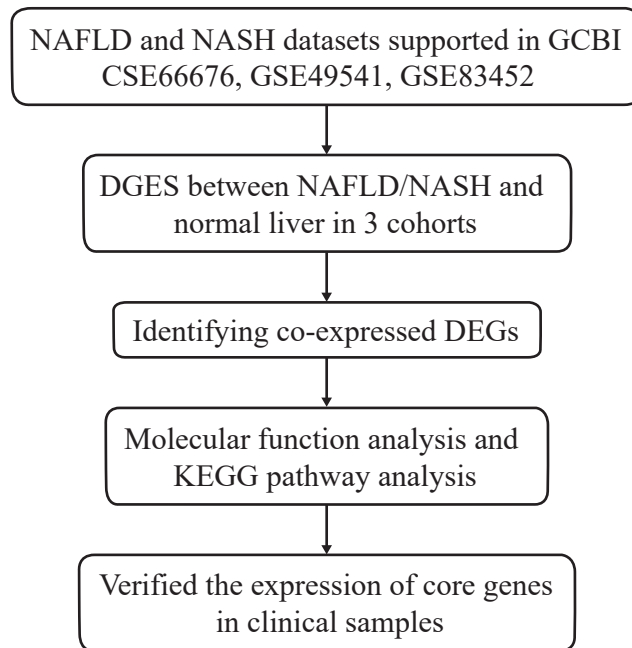 NAFLD and NASH datasets supported in GCBI
CSE66676, GSE49541, GSE83452
DGES between NAFLD/NASH and
normal liver in 3 cohorts
Identifying co-expressed DEGs
Molecular function analysis and
KEGG pathway analysis
Verified the expression of core genes
in clinical samples